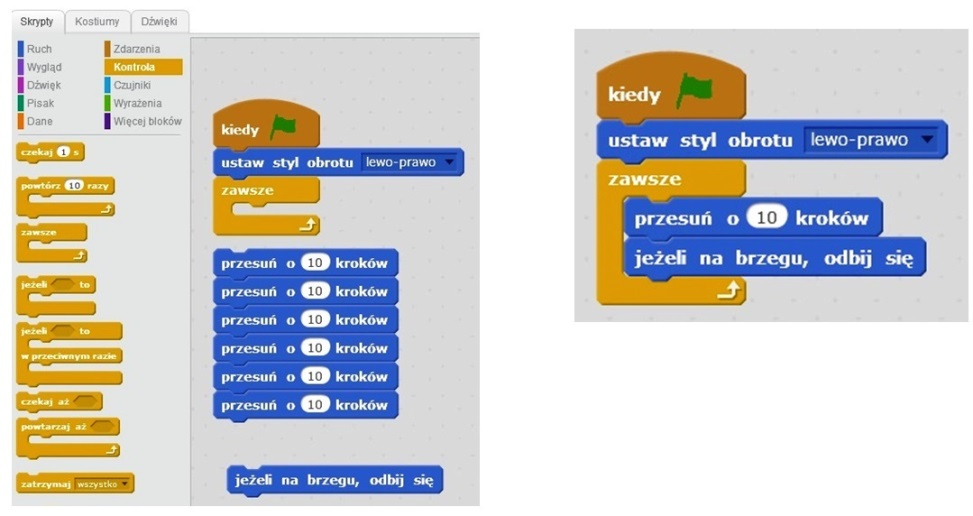 Skrypty Kostiumy Dźwięki
Ruch Zdarzenia
Wygląd Kontrola
Dźwięk Czujniki
Pisak Wyrażenia
Dane Więcej bloków
czekaj 1 s
powtórz 10 razy
zawsze
jeżeli to
jeżeli to
w przeciwnym razie
czekaj aż
powtarzaj aż
zatrzymaj wszystko
kiedy
ustaw styl obrotu lewo-prawo
zawsze
przesuń o 10 kroków
przesuń o 10 kroków
przesuń o 10 kroków
przesuń o 10 kroków
przesuń o 10 kroków
przesuń o 10 kroków
jeżeli na brzegu, odbij się
kiedy
ustaw styl obrotu lewo-prawo
zawsze
przesuń o 10 kroków
jeżeli na brzegu, odbij się